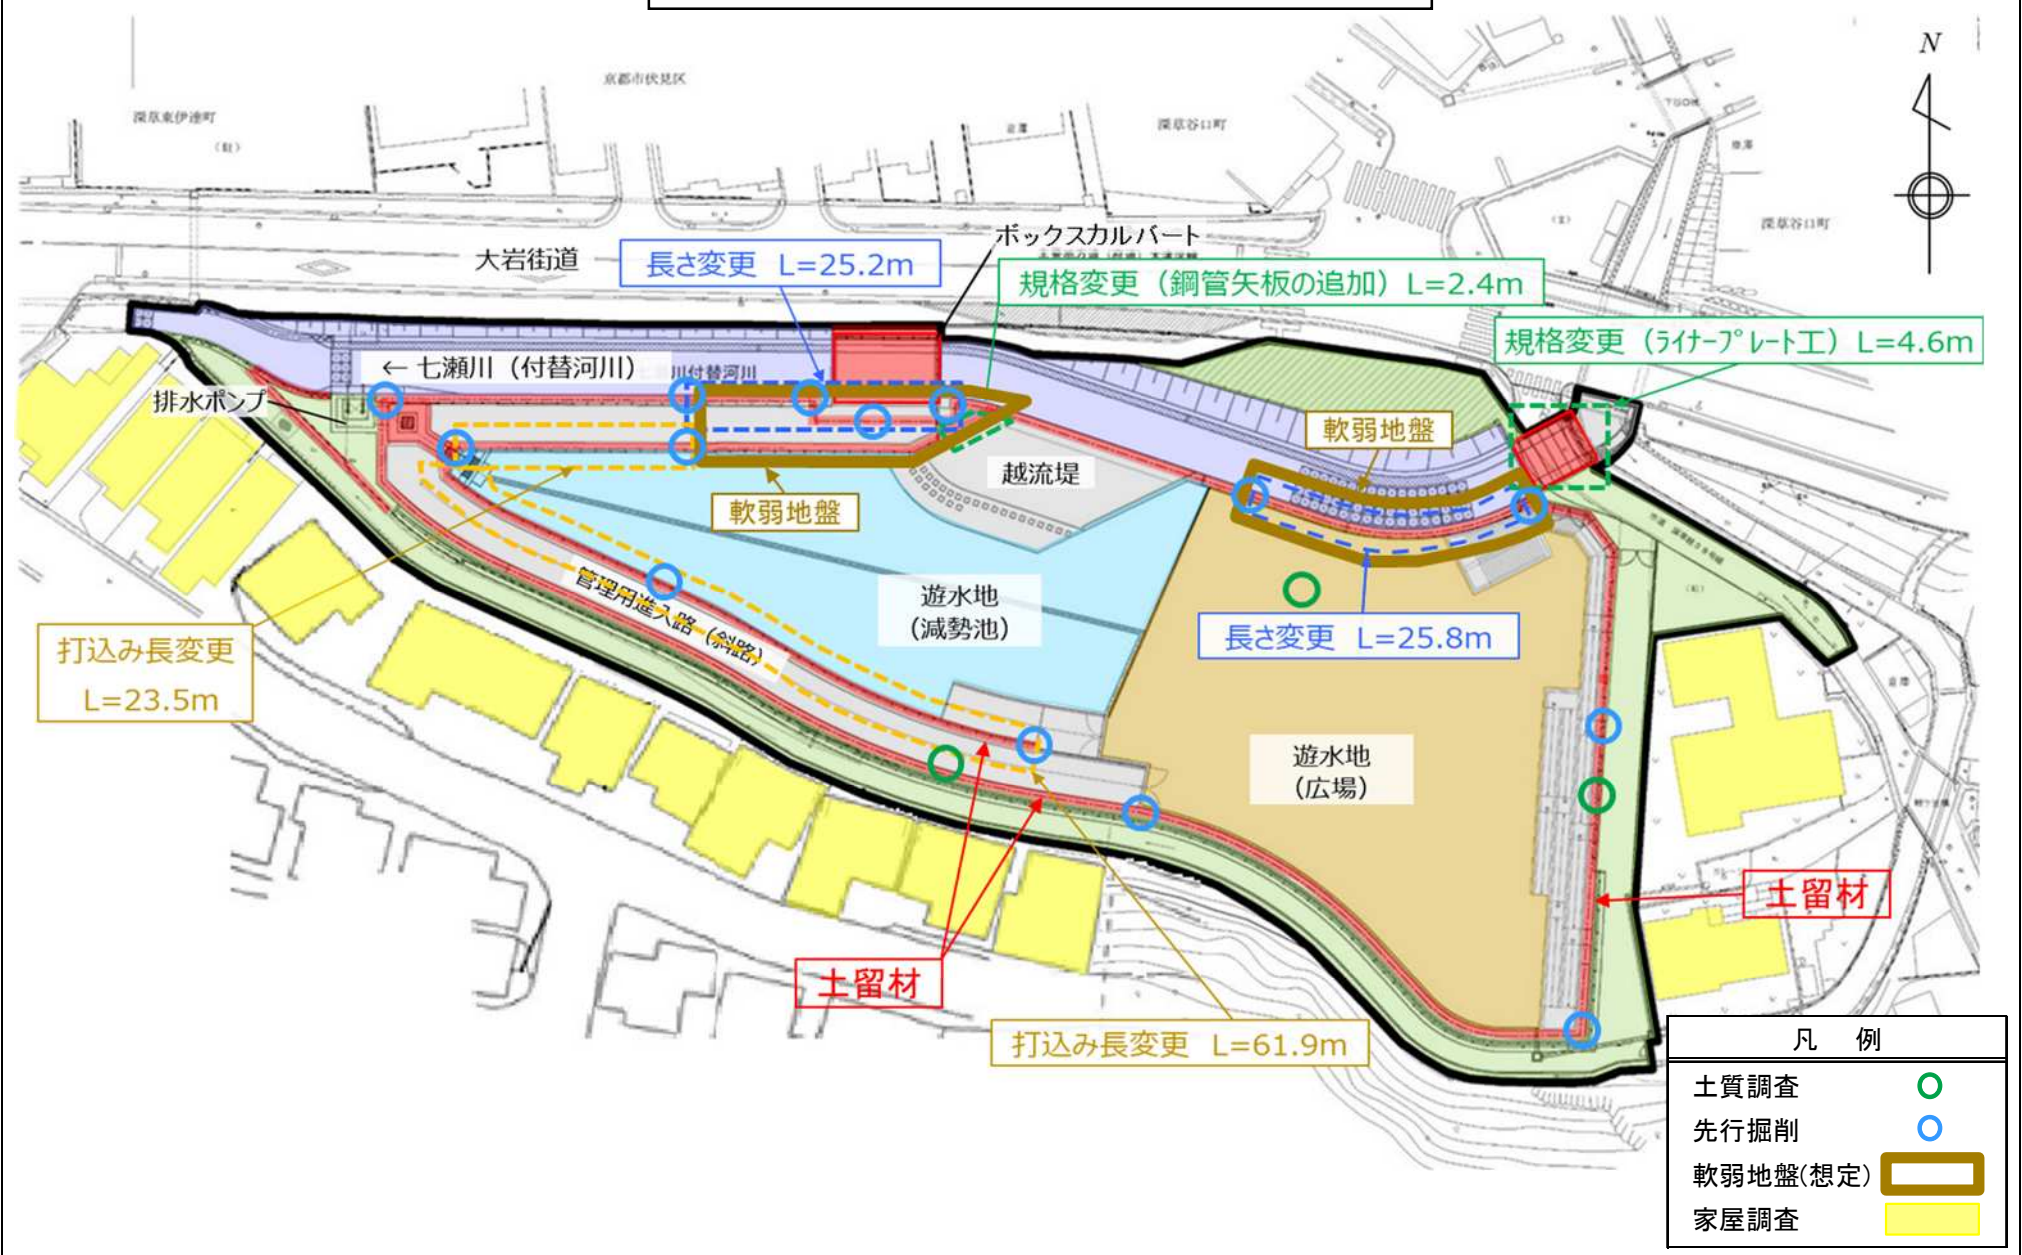 京都市伏見区
深草東伊達町
深草谷口町
N
深草谷口町
ボックスカルバート
大岩街道
長さ変更 L=25.2m
規格変更（鋼管矢板の追加）L=2.4m
規格変更（ライナープレート工）L=4.6m
← 七瀬川（付替河川）
川付替河川
排水ポンプ
軟弱地盤
越流堤
軟弱地盤
遊水地
（減勢池）
管理用進入路（斜路）
長さ変更 L=25.8m
打込み長変更
L=23.5m
遊水地
（広場）
土留材
土留材
打込み長変更 L=61.9m
凡 例
土質調査
先行掘削
軟弱地盤(想定)
家屋調査